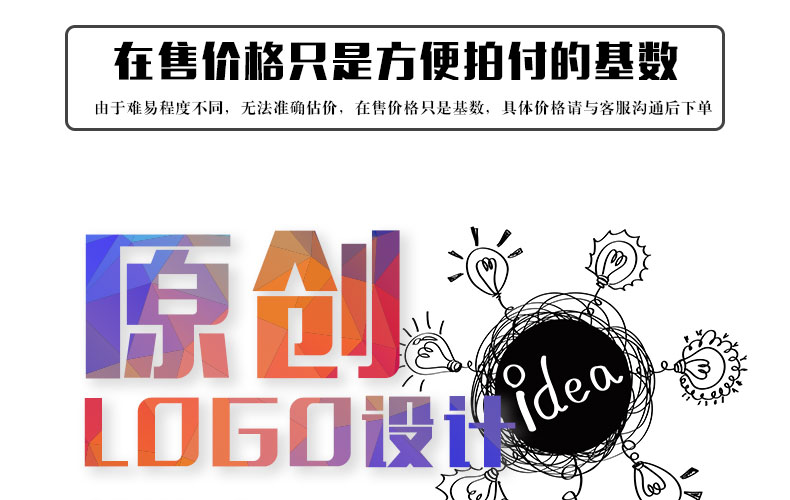 在售价格只是方便拍付的基数
由于难易程度不同，无法准确估价，在售价格只是基数，具体价格请与客服沟通后下单
原创
LOGO设计
idea